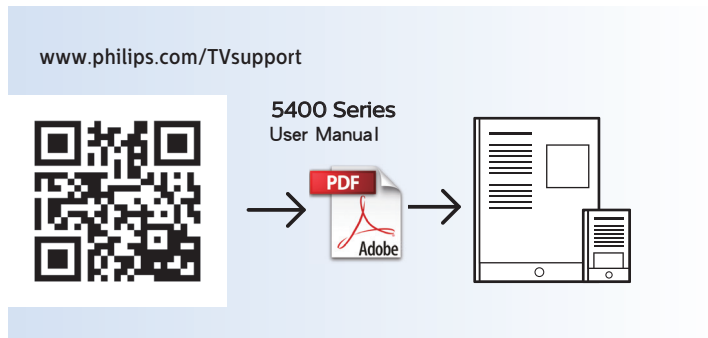 www.philips.com/TVsupport
5400 Series
User Manual
PDF
Adobe